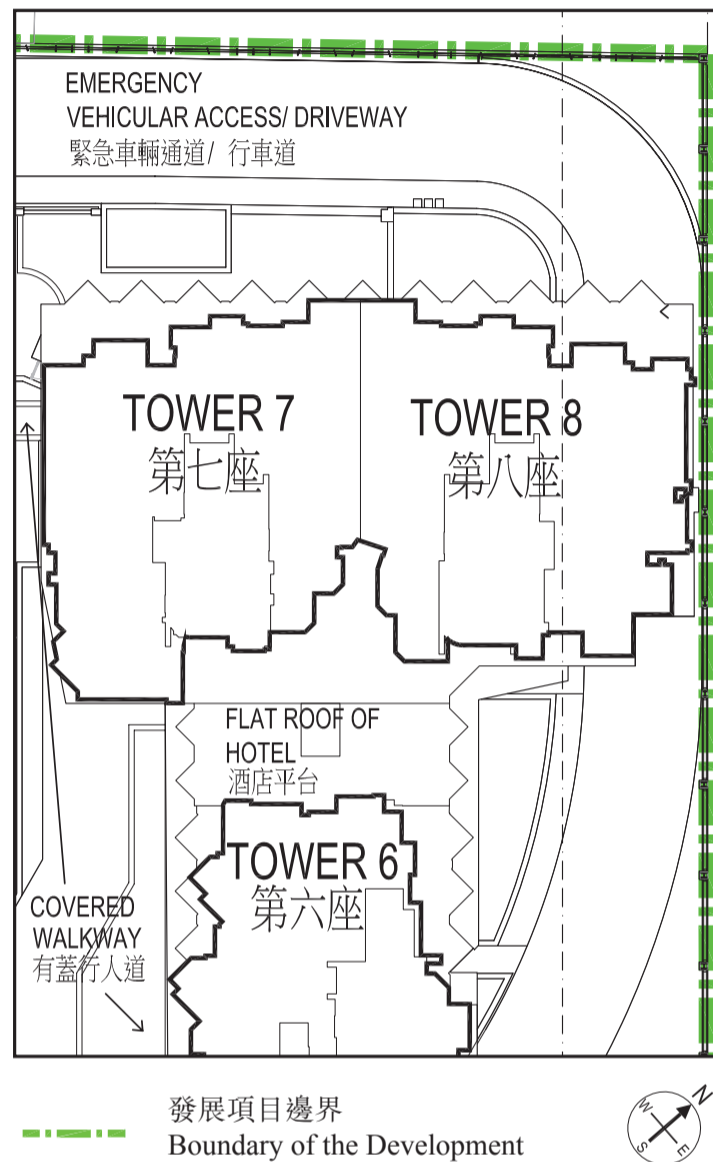 EMERGENCY
VEHICULAR ACCESS/ DRIVEWAY
緊急車輛通道/ 行車道
TOWER 7
第七座
TOWER 8
第八座
FLAT ROOF OF
HOTEL
酒店平台
TOWER 6
第六座
COVERED
WALKWAY
有蓋行人道
發展項目邊界
Boundary of the Development
N
W
E
S